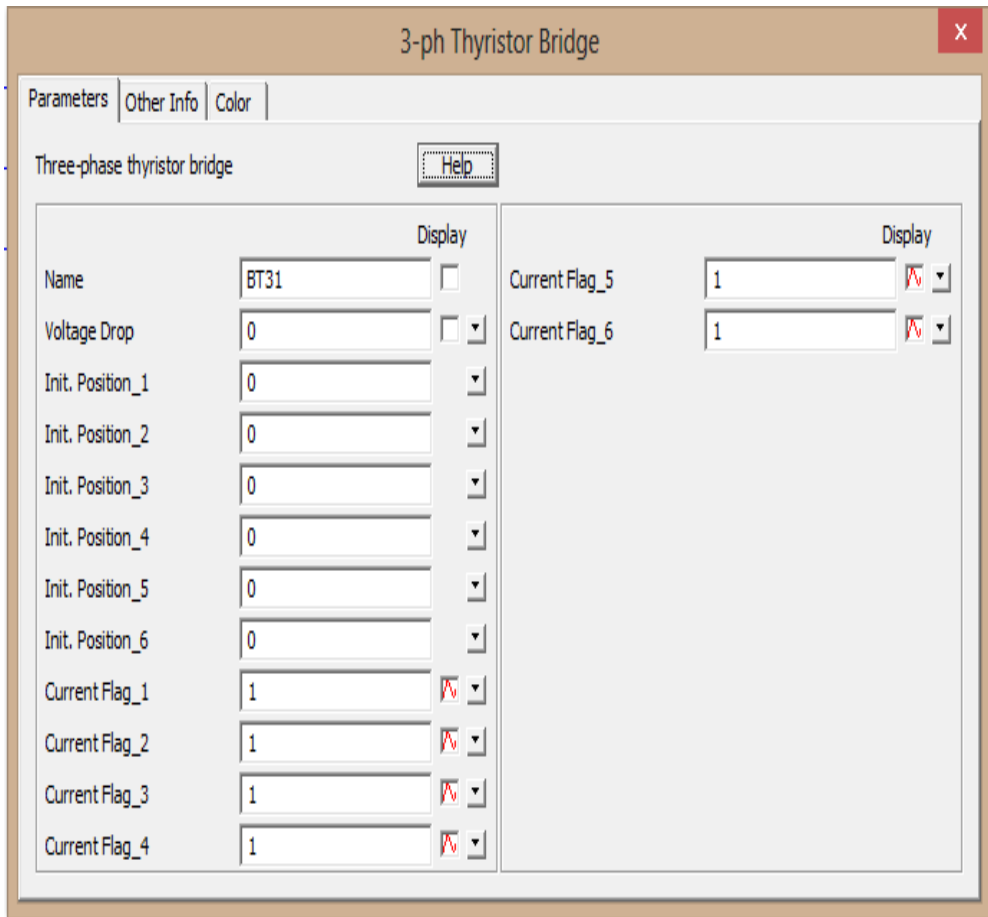 3-ph Thyristor Bridge
x
Parameters Other Info Color
Three-phase thyristor bridge Help
Display
Name BT31
Voltage Drop 0
Init. Position_1 0
Init. Position_2 0
Init. Position_3 0
Init. Position_4 0
Init. Position_5 0
Init. Position_6 0
Current Flag_1 1
Current Flag_2 1
Current Flag_3 1
Current Flag_4 1
Display
Current Flag_5 1
Current Flag_6 1